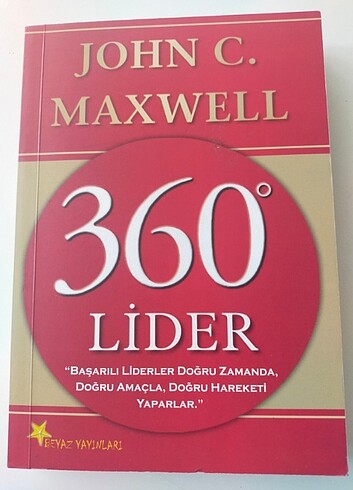 JOHN C.
MAXWELL
360°
LİDER
“BAŞARILI LİDERLER DOĞRU ZAMANDA,
DOĞRU AMAÇLA, DOĞRU HAREKETİ
YAPARLAR.”
BEYAZ YAYINLARI